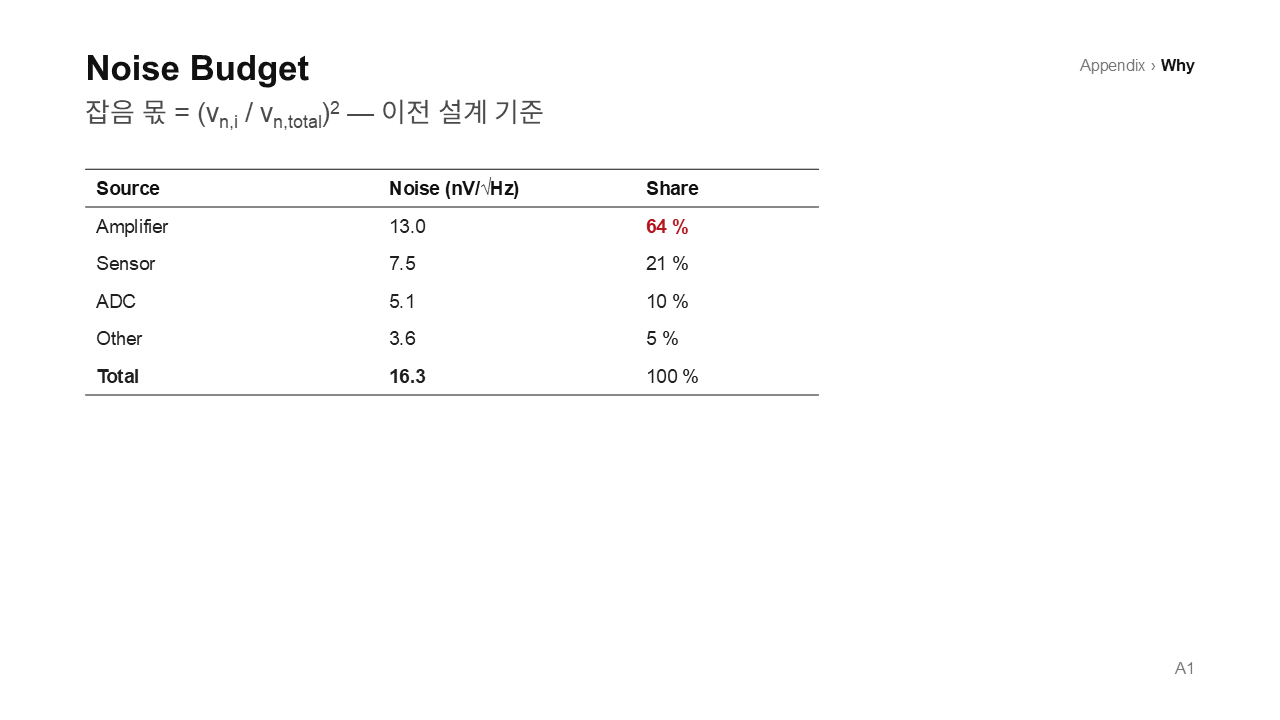 Noise Budget
Appendix › Why
잡음 몫 = (vn,i / vn,total)² — 이전 설계 기준
Source Noise (nV/√Hz) Share
Amplifier 13.0 64 %
Sensor 7.5 21 %
ADC 5.1 10 %
Other 3.6 5 %
Total 16.3 100 %
A1